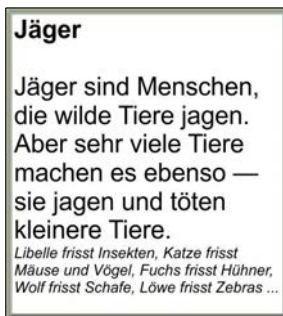 Jäger
Jäger sind Menschen,
die wilde Tiere jagen.
Aber sehr viele Tiere
machen es ebenso —
sie jagen und töten
kleinere Tiere.
Libelle frisst Insekten, Katze frisst
Mäuse und Vögel, Fuchs frisst Hühner,
Wolf frisst Schafe, Löwe frisst Zebras ...